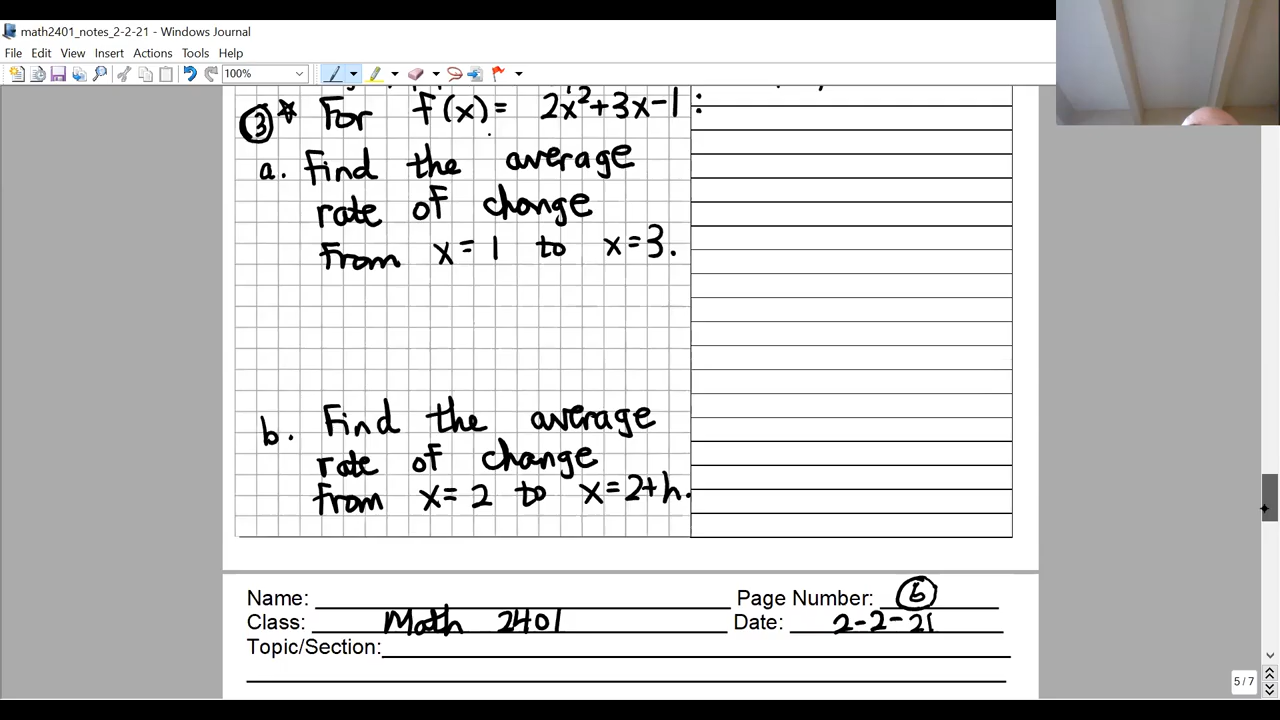 math2401_notes_2-2-21 - Windows Journal
File Edit View Insert Actions Tools Help
100%
③ * For f(x) = 2x²+3x-1:
a. Find the average
rate of change
from x = 1 to x = 3.
b. Find the average
rate of change
from x = 2 to x = 2+h.
Name:
Page Number: 6
Class: Math 2401
Date: 2-2-21
Topic/Section:
5 / 7